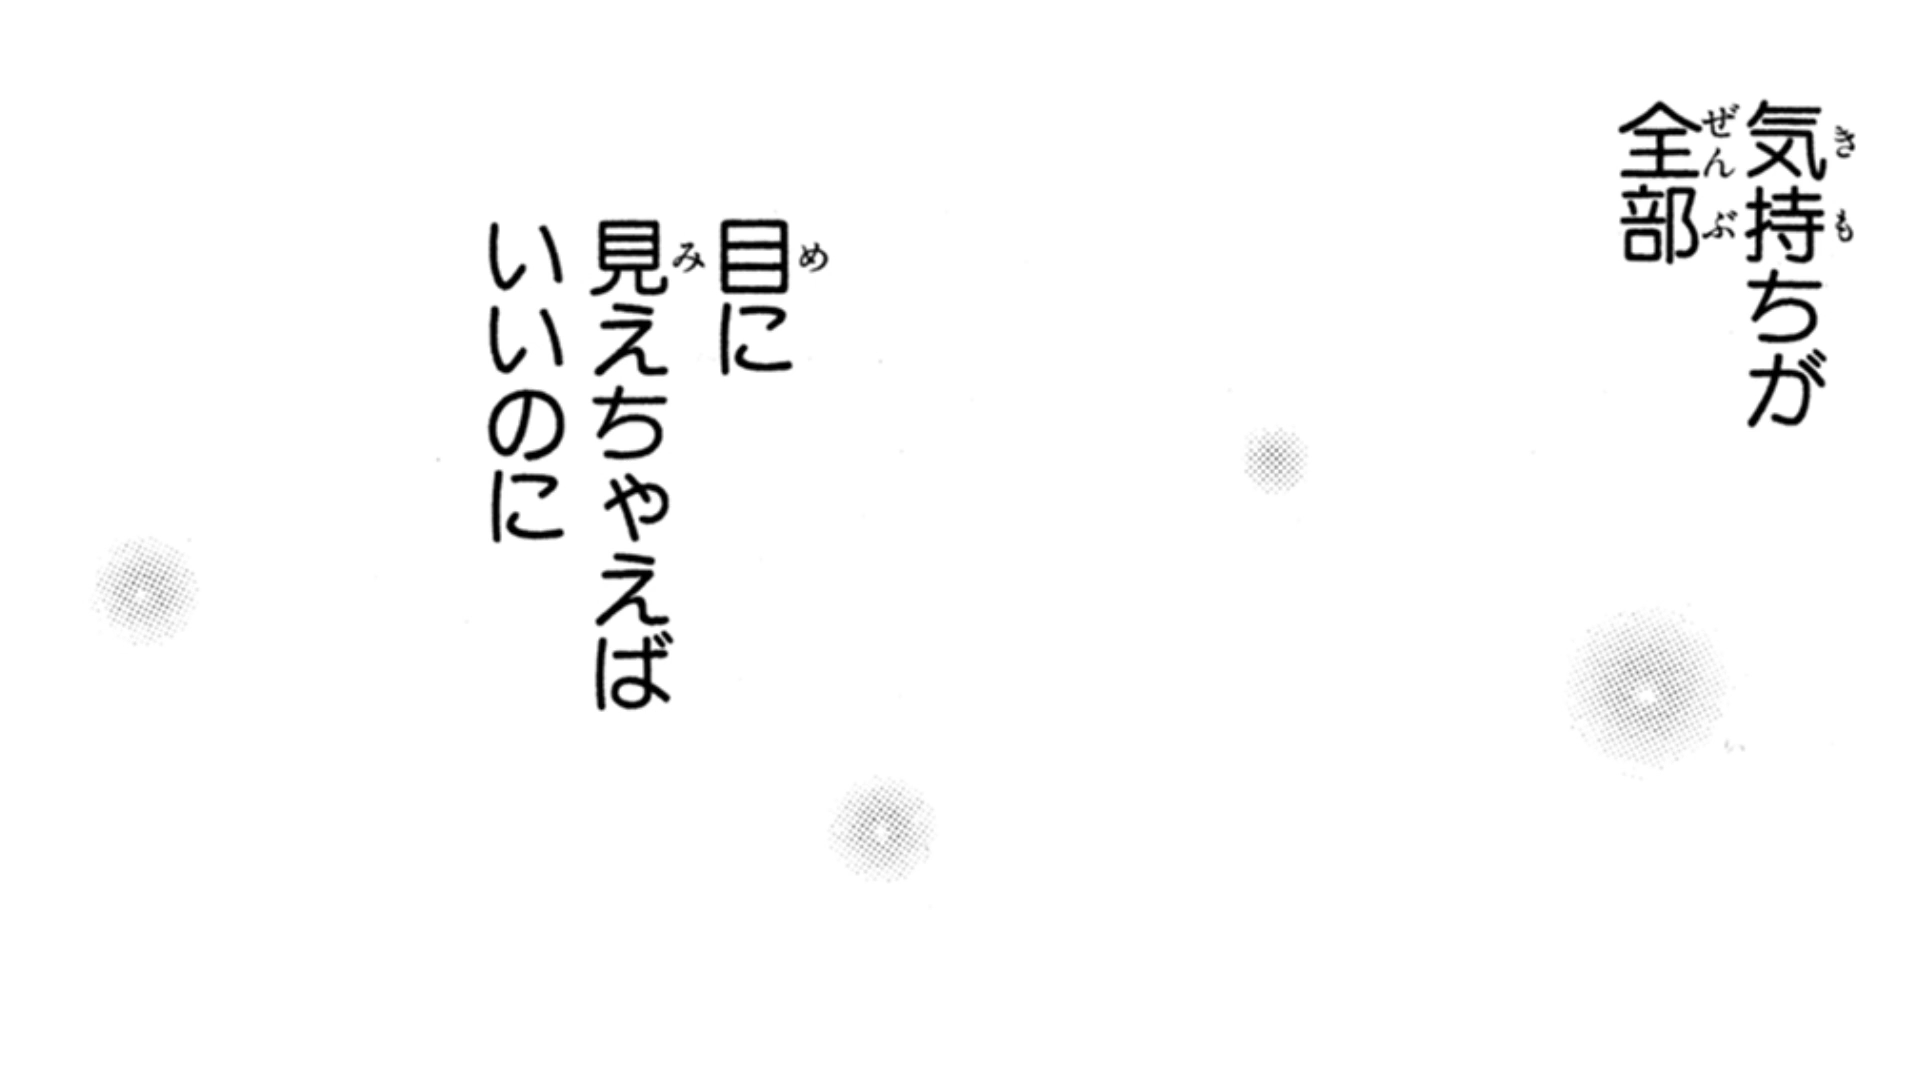 気持ちが
全部
目に
見えちゃえば
いいのに